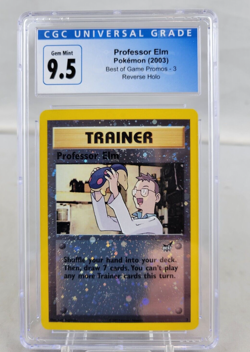 CGC UNIVERSAL GRADE
Gem Mint
9.5
Professor Elm
Pokémon (2003)
Best of Game Promos - 3
Reverse Holo
TRAINER
Professor Elm
Shuffle your hand into your deck.
Then, draw 7 cards. You can't play
any more Trainer cards this turn.